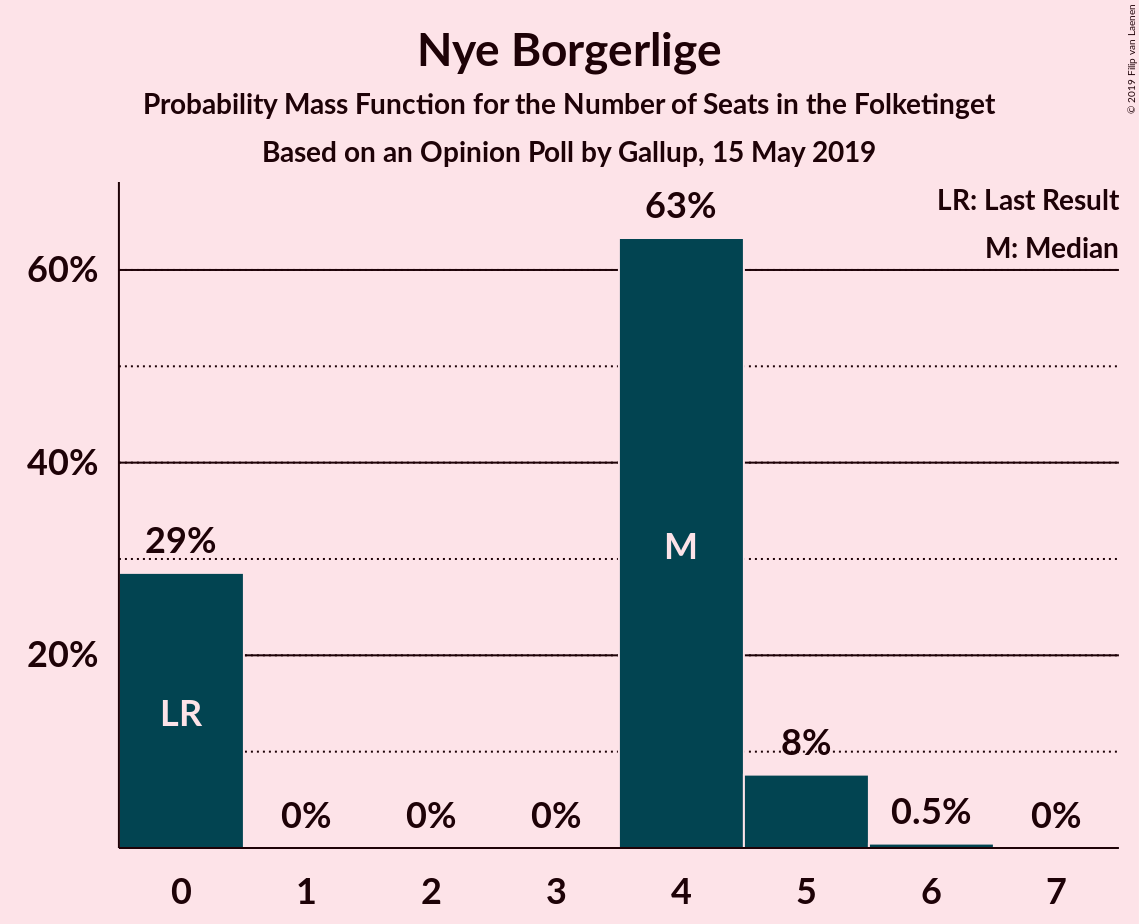 Nye Borgerlige
Probability Mass Function for the Number of Seats in the Folketinget
Based on an Opinion Poll by Gallup, 15 May 2019
© 2019 Filip van Laenen
LR: Last Result
M: Median
63%
60%
40%
29%
20%
M
LR
8%
0% 0% 0% 0.5% 0%
0 1 2 3 4 5 6 7